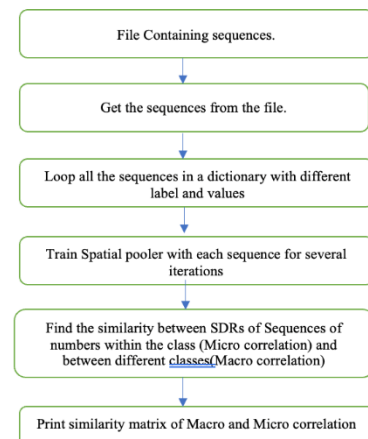 File Containing sequences.
Get the sequences from the file.
Loop all the sequences in a dictionary with different
label and values
Train Spatial pooler with each sequence for several
iterations
Find the similarity between SDRs of Sequences of
numbers within the class (Micro correlation) and
between different classes(Macro correlation)
Print similarity matrix of Macro and Micro correlation